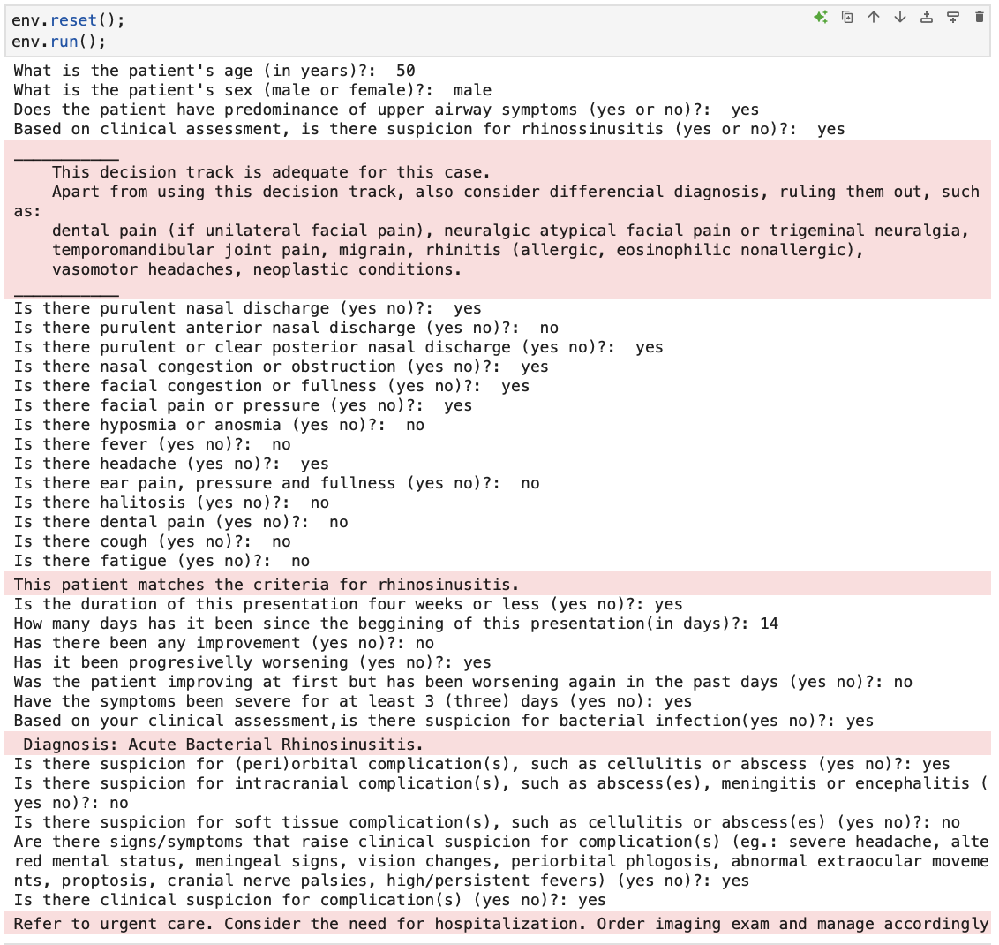 env.reset();
env.run();
What is the patient's age (in years)?:  50
What is the patient's sex (male or female)?:  male
Does the patient have predominance of upper airway symptoms (yes or no)?:  yes
Based on clinical assessment, is there suspicion for rhinossinusitis (yes or no)?:  yes
___________
This decision track is adequate for this case.
Apart from using this decision track, also consider differencial diagnosis, ruling them out, such
as:
dental pain (if unilateral facial pain), neuralgic atypical facial pain or trigeminal neuralgia,
temporomandibular joint pain, migrain, rhinitis (allergic, eosinophilic nonallergic),
vasomotor headaches, neoplastic conditions.
___________
Is there purulent nasal discharge (yes no)?:  yes
Is there purulent anterior nasal discharge (yes no)?:  no
Is there purulent or clear posterior nasal discharge (yes no)?:  yes
Is there nasal congestion or obstruction (yes no)?:  yes
Is there facial congestion or fullness (yes no)?:  yes
Is there facial pain or pressure (yes no)?:  yes
Is there hyposmia or anosmia (yes no)?:  no
Is there fever (yes no)?:  no
Is there headache (yes no)?:  yes
Is there ear pain, pressure and fullness (yes no)?:  no
Is there halitosis (yes no)?:  no
Is there dental pain (yes no)?:  no
Is there cough (yes no)?:  no
Is there fatigue (yes no)?:  no
This patient matches the criteria for rhinosinusitis.
Is the duration of this presentation four weeks or less (yes no)?: yes
How many days has it been since the beggining of this presentation(in days)?: 14
Has there been any improvement (yes no)?: no
Has it been progresivelly worsening (yes no)?: yes
Was the patient improving at first but has been worsening again in the past days (yes no)?: no
Have the symptoms been severe for at least 3 (three) days (yes no): yes
Based on your clinical assessment,is there suspicion for bacterial infection(yes no)?: yes
Diagnosis: Acute Bacterial Rhinosinusitis.
Is there suspicion for (peri)orbital complication(s), such as cellulitis or abscess (yes no)?: yes
Is there suspicion for intracranial complication(s), such as abscess(es), meningitis or encephalitis (
yes no)?: no
Is there suspicion for soft tissue complication(s), such as cellulitis or abscess(es) (yes no)?: no
Are there signs/symptoms that raise clinical suspicion for complication(s) (eg.: severe headache, alte
red mental status, meningeal signs, vision changes, periorbital phlogosis, abnormal extraocular moveme
nts, proptosis, cranial nerve palsies, high/persistent fevers) (yes no)?: yes
Is there clinical suspicion for complication(s) (yes no)?: yes
Refer to urgent care. Consider the need for hospitalization. Order imaging exam and manage accordingly